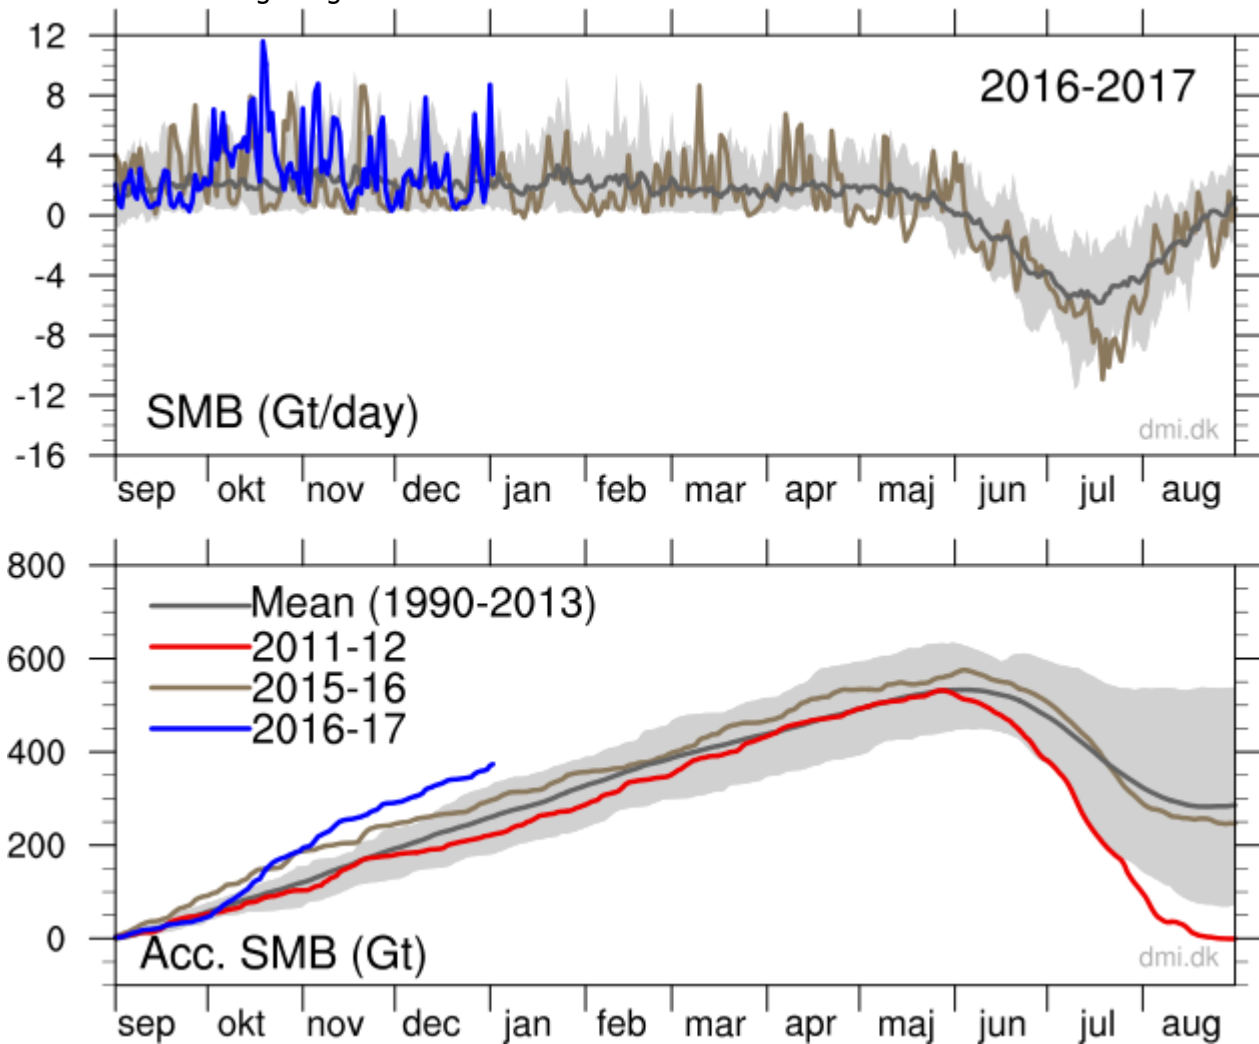 12
8
4
0
-4
-8
-12
-16
2016-2017
SMB (Gt/day)
dmi.dk
sep okt nov dec jan feb mar apr maj jun jul aug
800
600
400
200
0
Mean (1990-2013)
2011-12
2015-16
2016-17
Acc. SMB (Gt)
dmi.dk
sep okt nov dec jan feb mar apr maj jun jul aug